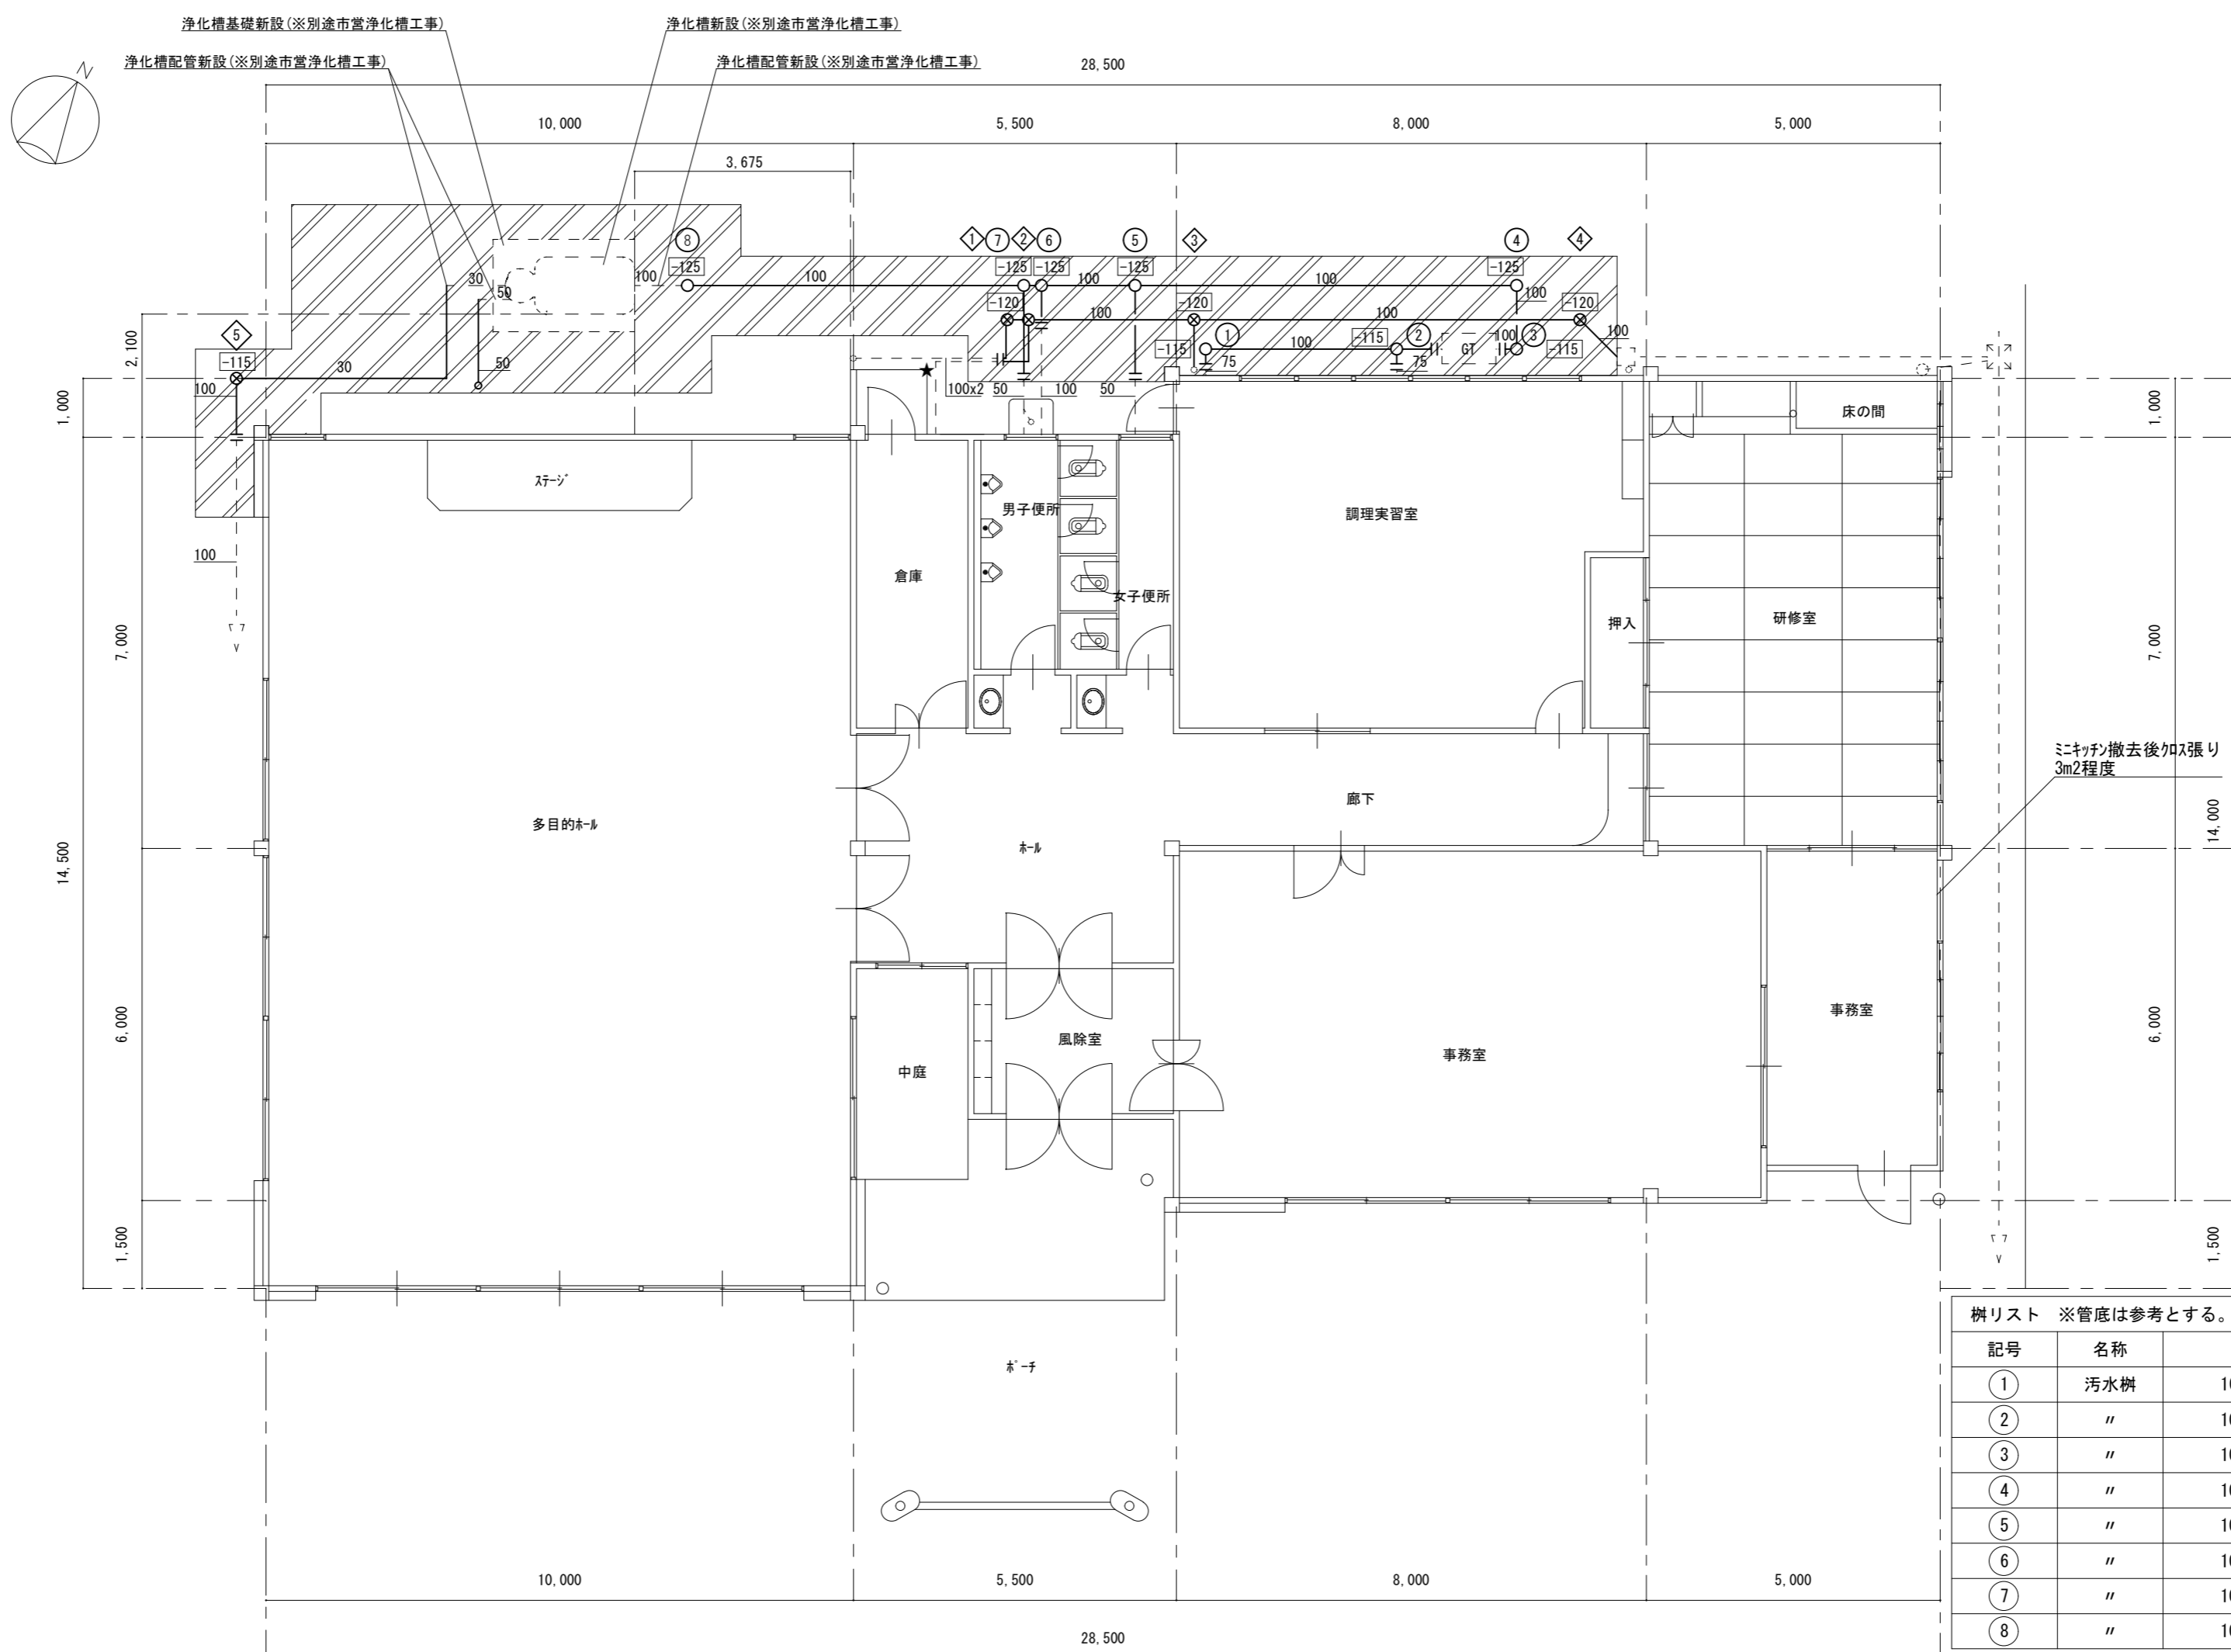 浄化槽基礎新設(※別途市営浄化槽工事)
浄化槽新設(※別途市営浄化槽工事)
浄化槽配管新設(※別途市営浄化槽工事)
浄化槽配管新設(※別途市営浄化槽工事)
N
28,500
10,000
5,500
8,000
5,000
3,675
⑧
1
⑦
2
⑥
⑤
3
④
4
-125
-125
-125
-125
-125
30
50
100
100
100
100
100
-120
-120
-120
100
100
5
-115
30
50
100
-115
①
100
-115
②
GT
100
③
-115
100
75
75
100x2
50
100
50
2,100
1,000
7,000
14,500
6,000
1,500
100
ステージ
男子便所
女子便所
倉庫
調理実習室
床の間
押入
研修室
1,000
7,000
14,000
6,000
1,500
ミニキッチン撤去後クロス張り
3m2程度
多目的ホール
ホール
廊下
風除室
中庭
事務室
事務室
ポーチ
10,000
5,500
8,000
5,000
28,500
桝リスト ※管底は参考とする。
記号 名称
① 汚水桝 10
② 〃 10
③ 〃 10
④ 〃 10
⑤ 〃 10
⑥ 〃 10
⑦ 〃 10
⑧ 〃 10